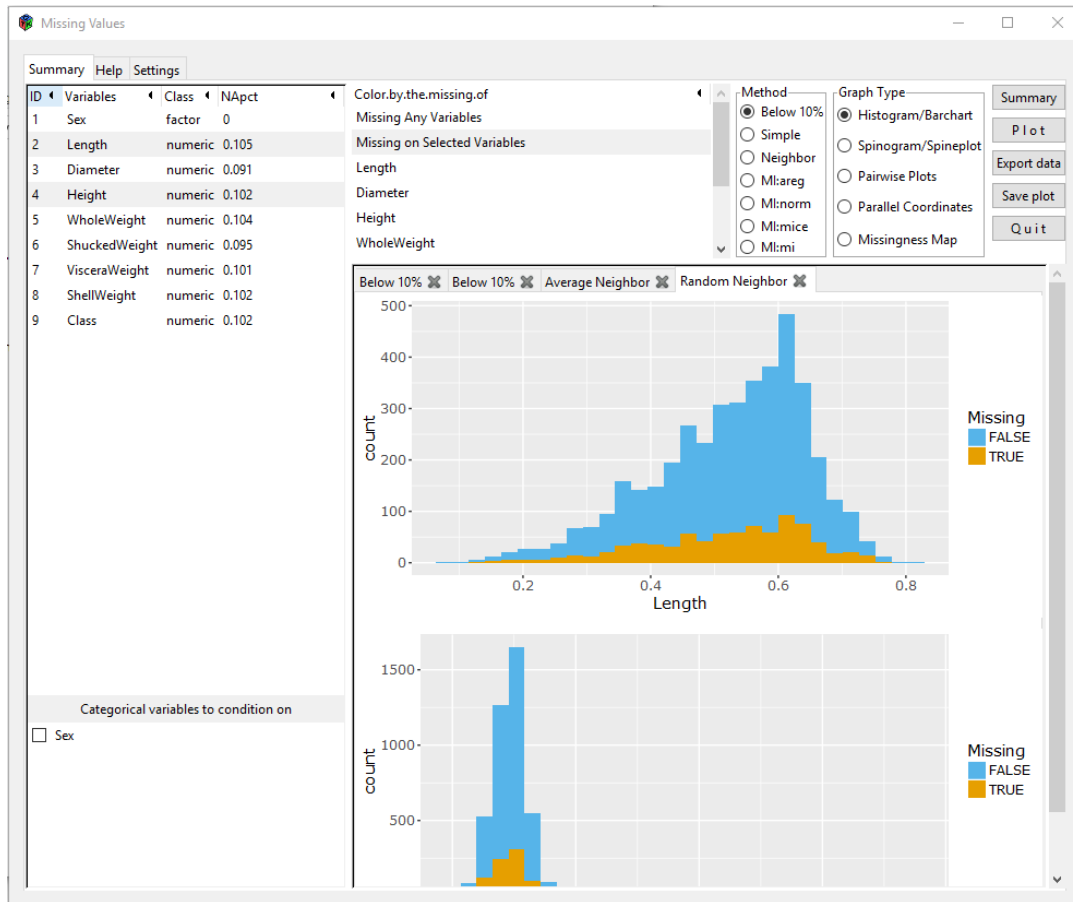 Missing Values
Summary Help Settings
ID Variables Class NApct
1 Sex factor 0
2 Length numeric 0.105
3 Diameter numeric 0.091
4 Height numeric 0.102
5 WholeWeight numeric 0.104
6 ShuckedWeight numeric 0.095
7 VisceraWeight numeric 0.101
8 ShellWeight numeric 0.102
9 Class numeric 0.102
Categorical variables to condition on
Sex
Color.by.the.missing.of
Missing Any Variables
Missing on Selected Variables
Length
Diameter
Height
WholeWeight
Method
Below 10%
Simple
Neighbor
MI:areg
MI:norm
MI:mice
MI:mi
Graph Type
Histogram/Barchart
Spinogram/Spineplot
Pairwise Plots
Parallel Coordinates
Missingness Map
Summary
P l o t
Export data
Save plot
Q u i t
Below 10% Below 10% Average Neighbor Random Neighbor
500
400
300
200
100
0
count
0.2 0.4 0.6 0.8
Length
Missing
FALSE
TRUE
1500
1000
500
count
Missing
FALSE
TRUE